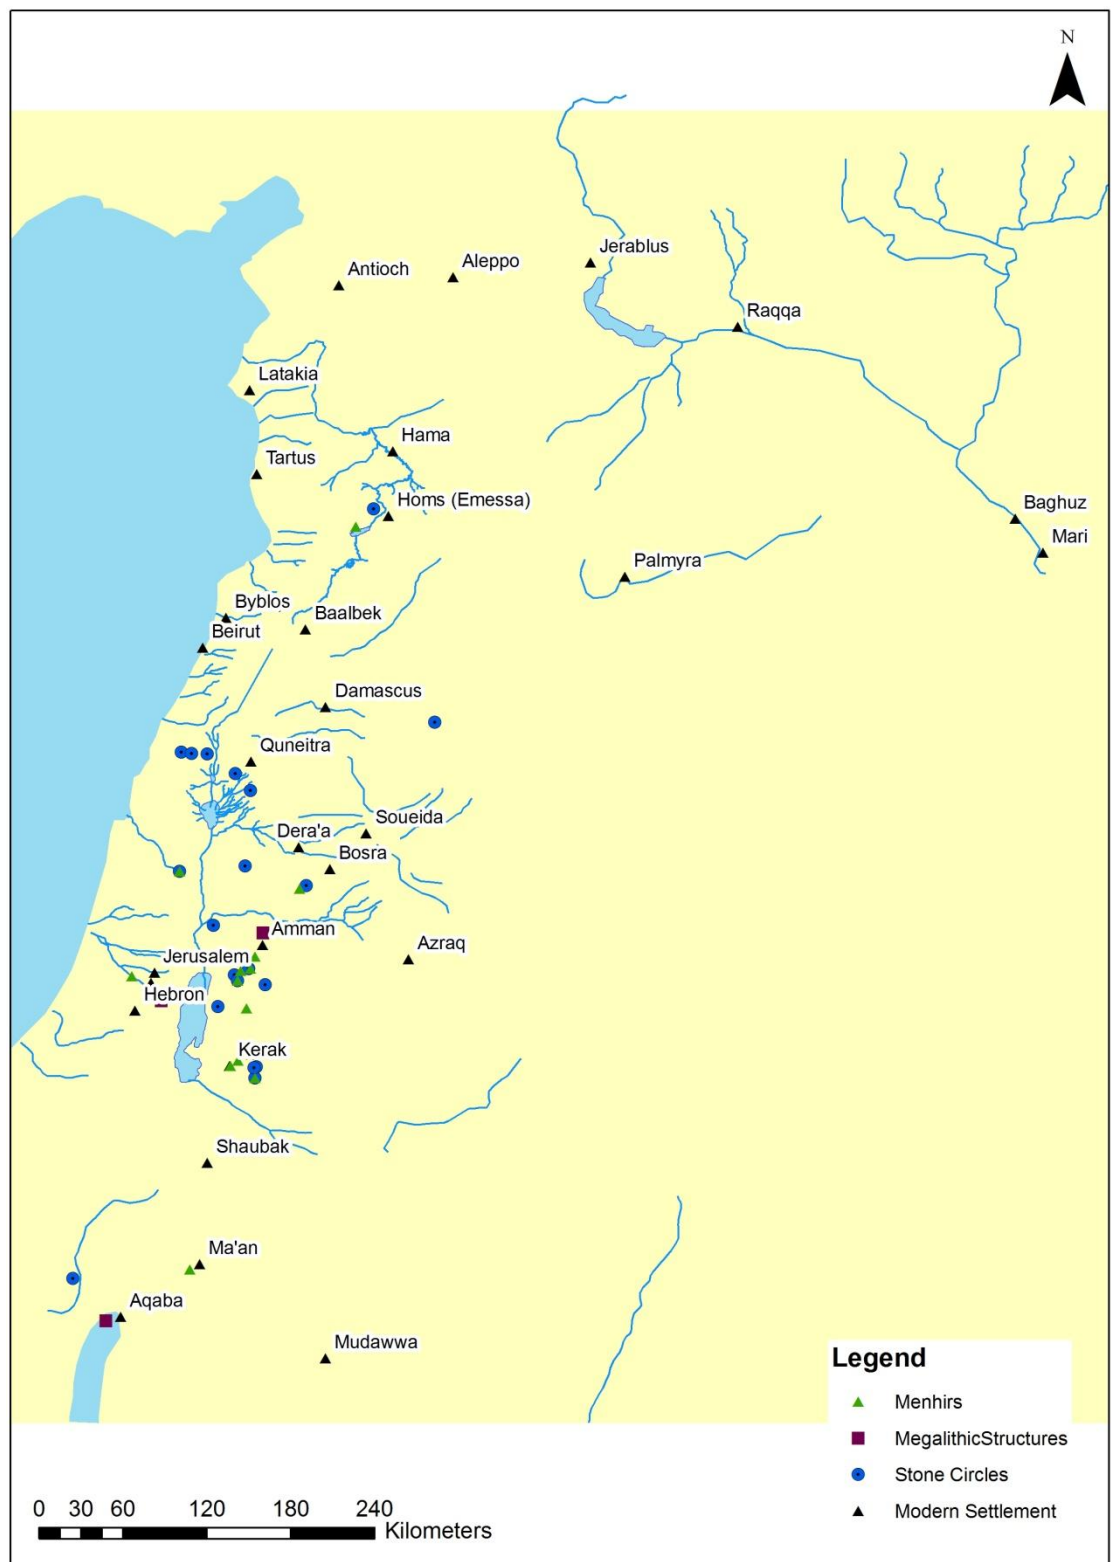 N
Jerablus
Aleppo
Antioch
Raqqa
Latakia
Hama
Tartus
Homs (Emessa)
Baghuz
Mari
Palmyra
Byblos
Baalbek
Beirut
Damascus
Quneitra
Soueida
Dera'a
Bosra
Amman
Azraq
Jerusalem
Hebron
Kerak
Shaubak
Ma'an
Aqaba
Mudawwa
Legend
Menhirs
MegalithicStructures
Stone Circles
Modern Settlement
0 30 60 120 180 240
Kilometers